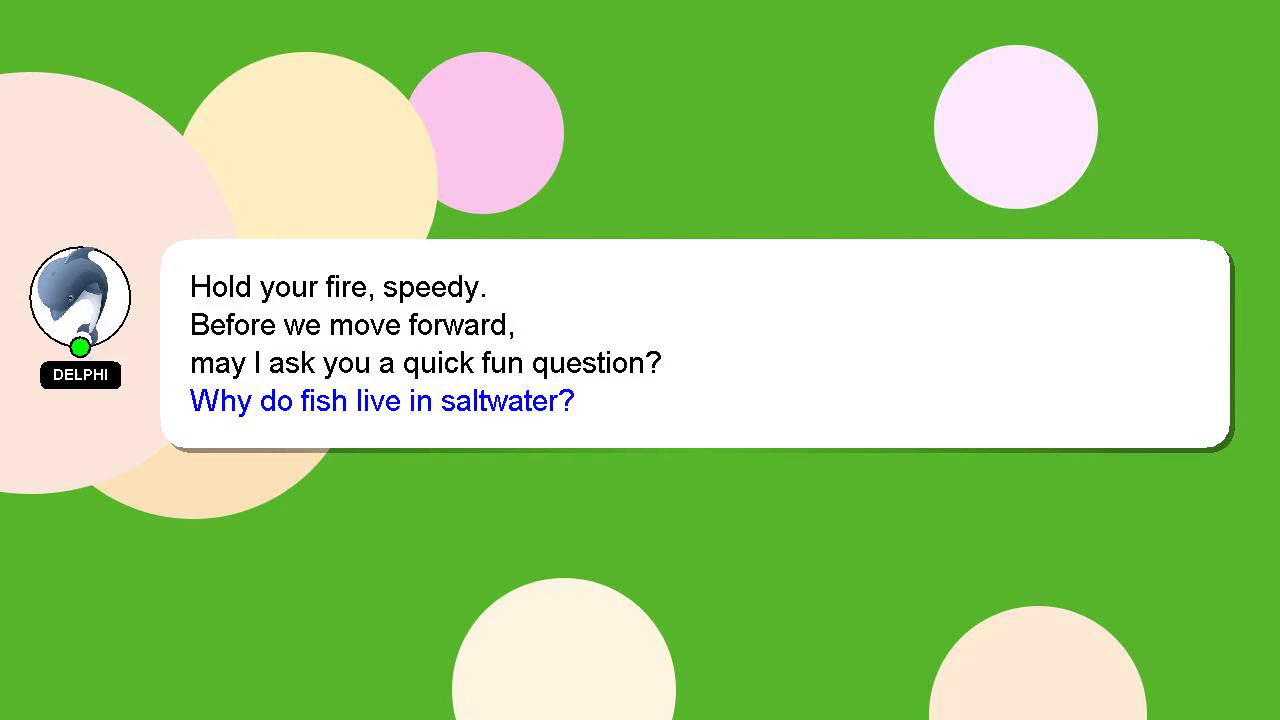 Hold your fire, speedy.
Before we move forward,
may I ask you a quick fun question?
Why do fish live in saltwater?
DELPHI